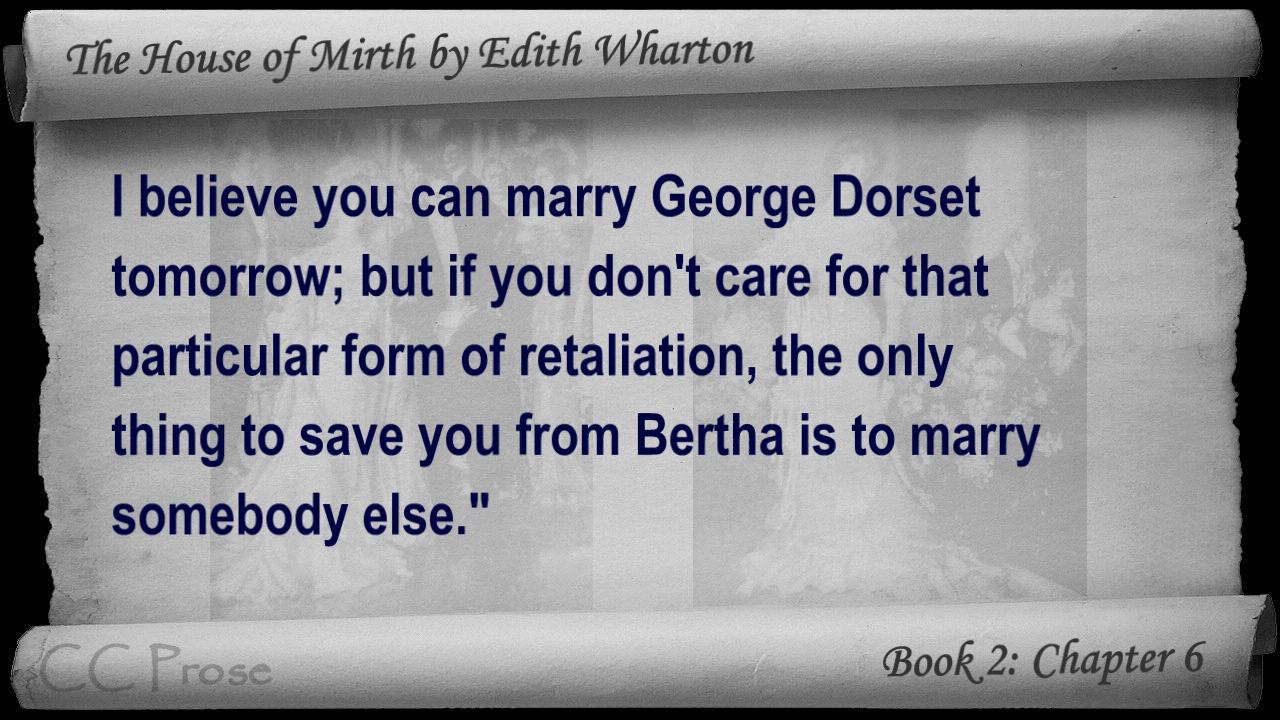 The House of Mirth by Edith Wharton
I believe you can marry George Dorset
tomorrow; but if you don't care for that
particular form of retaliation, the only
thing to save you from Bertha is to marry
somebody else."
CC Prose
Book 2: Chapter 6